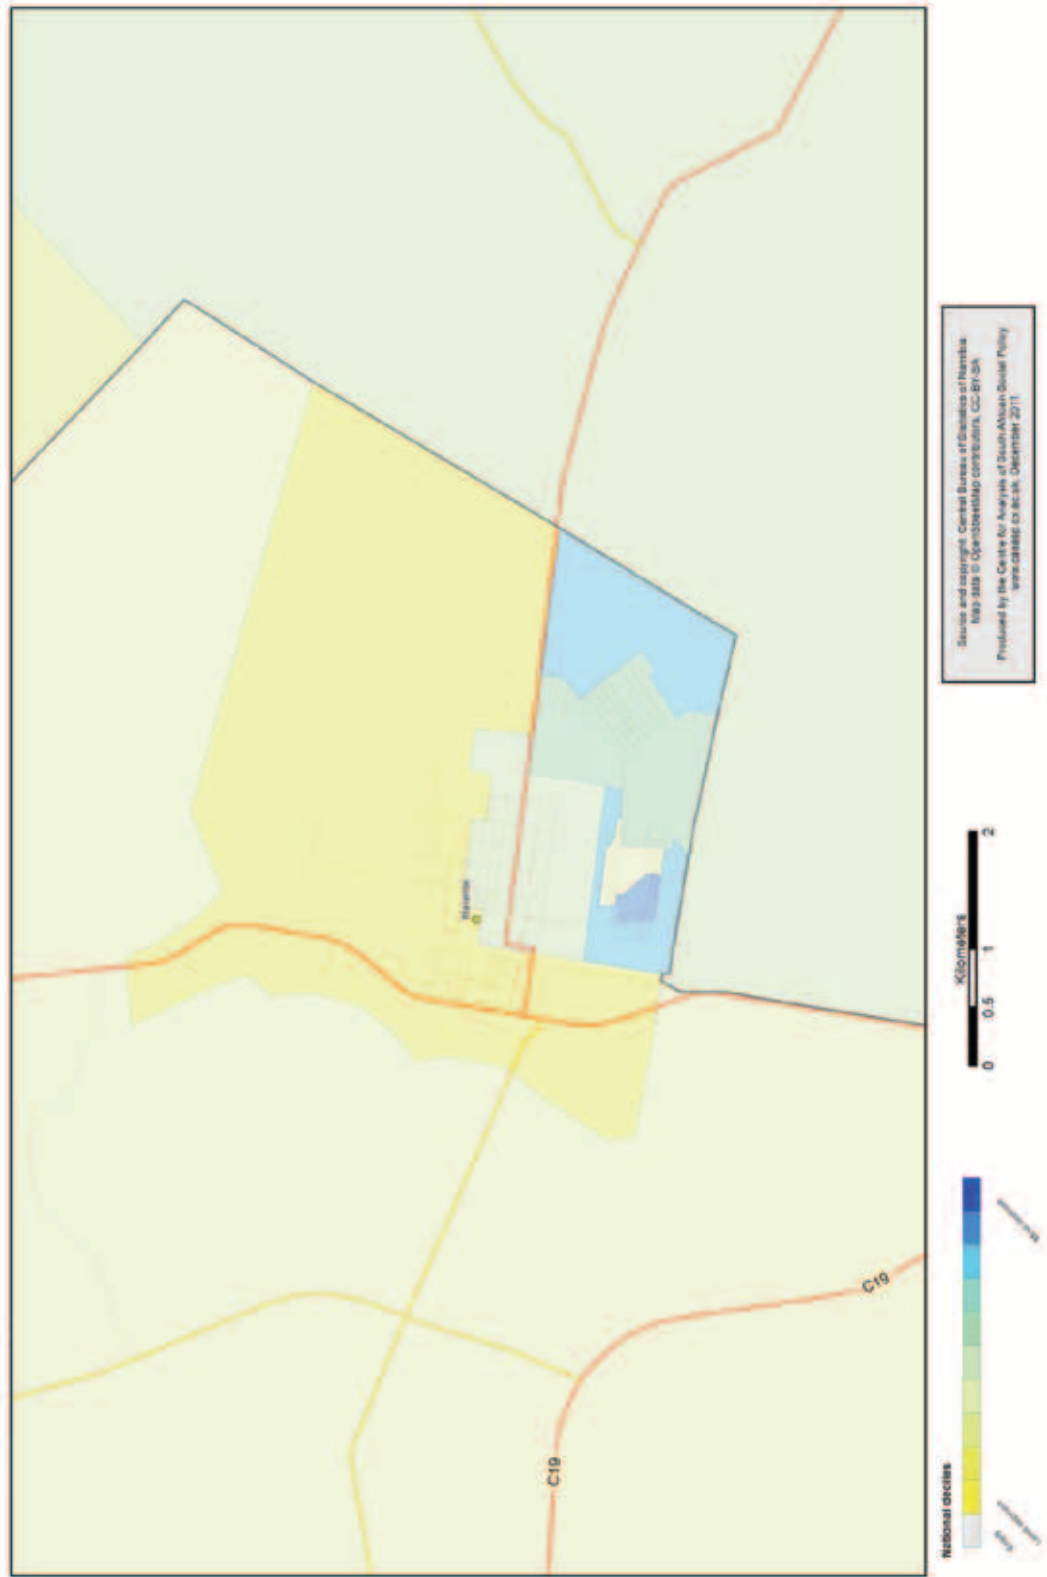 Mariental
C19
C19
National deciles
Kilometers
0 0.5 1 2
Source and copyright: Central Bureau of Statistics of Namibia
Map data © OpenStreetMap contributors, CC-BY-SA
Produced by the Centre for Analysis of South African Social Policy
www.casasp.ox.ac.uk, December 2011